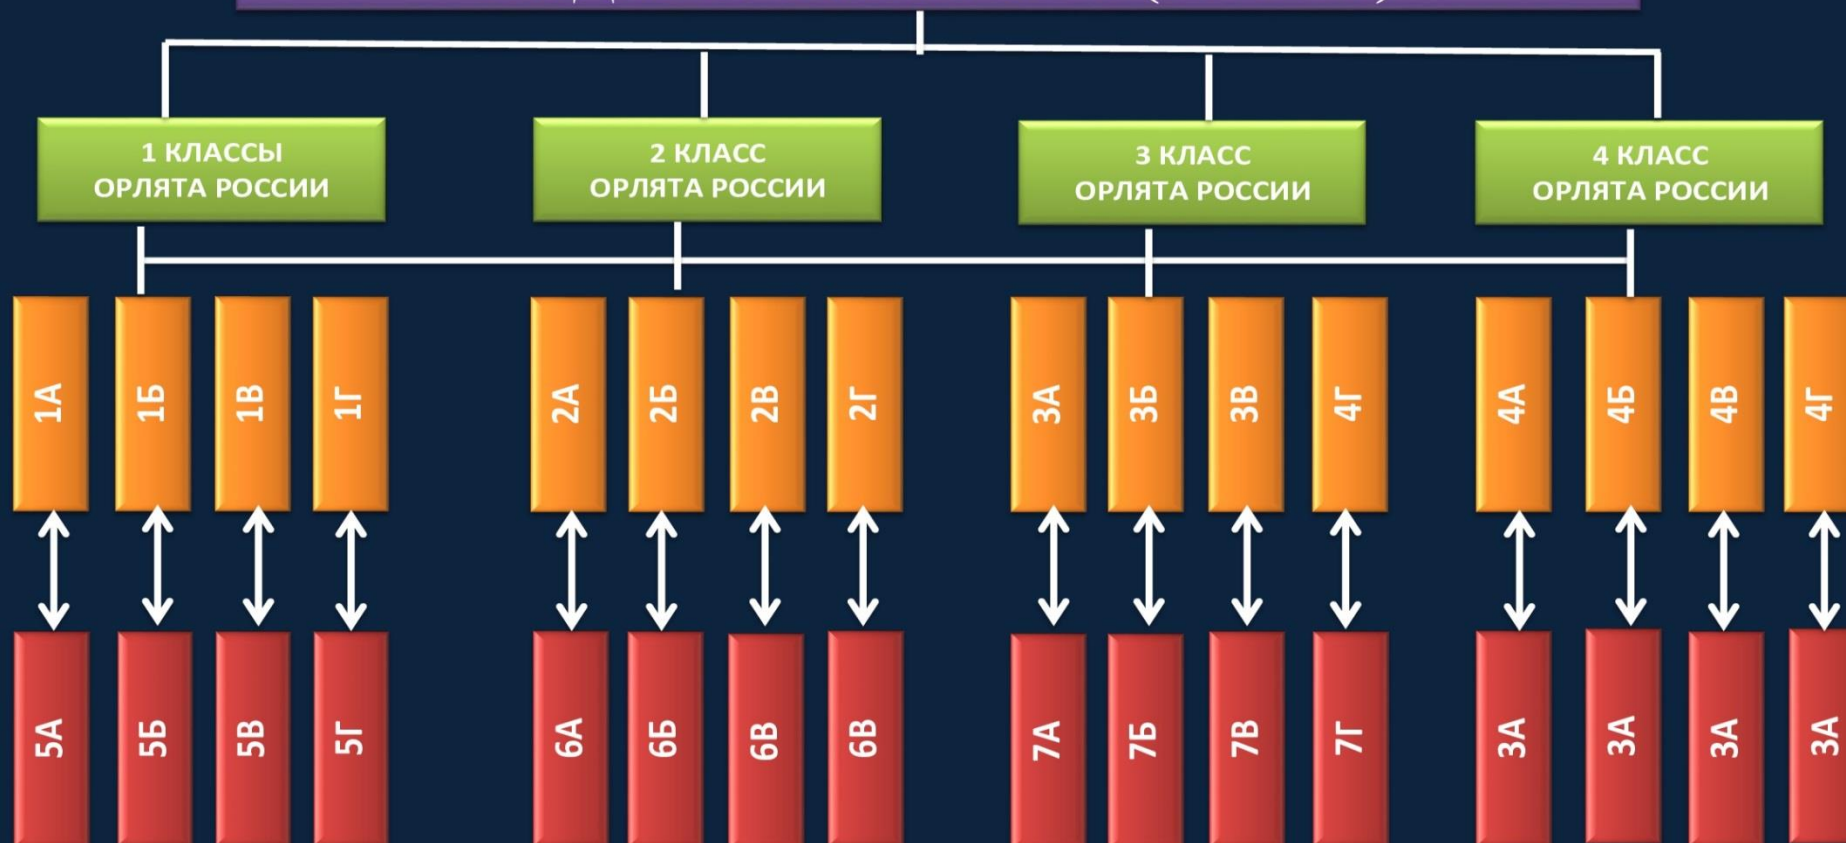 1 КЛАССЫ
ОРЛЯТА РОССИИ
2 КЛАСС
ОРЛЯТА РОССИИ
3 КЛАСС
ОРЛЯТА РОССИИ
4 КЛАСС
ОРЛЯТА РОССИИ
1А
1Б
1В
1Г
2А
2Б
2В
2Г
3А
3Б
3В
4Г
4А
4Б
4В
4Г
5А
5Б
5В
5Г
6А
6Б
6В
6В
7А
7Б
7В
7Г
3А
3А
3А
3А